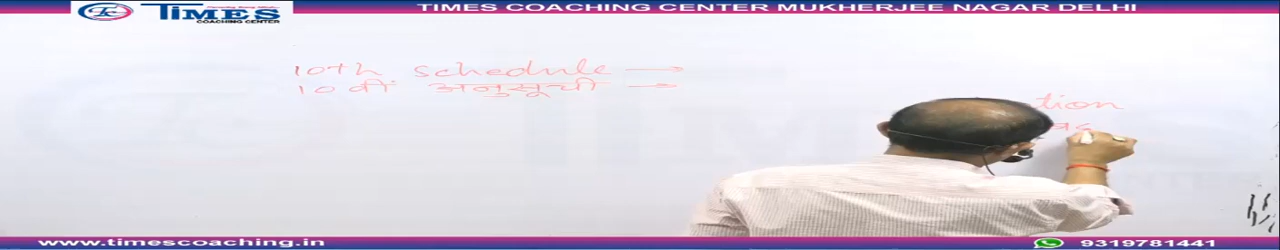 TIMES
COACHING CENTER
TIMES COACHING CENTER MUKHERJEE NAGAR DELHI
10th schedule →
10वीं अनुसूची →
tion
www.timescoaching.in
9319781441